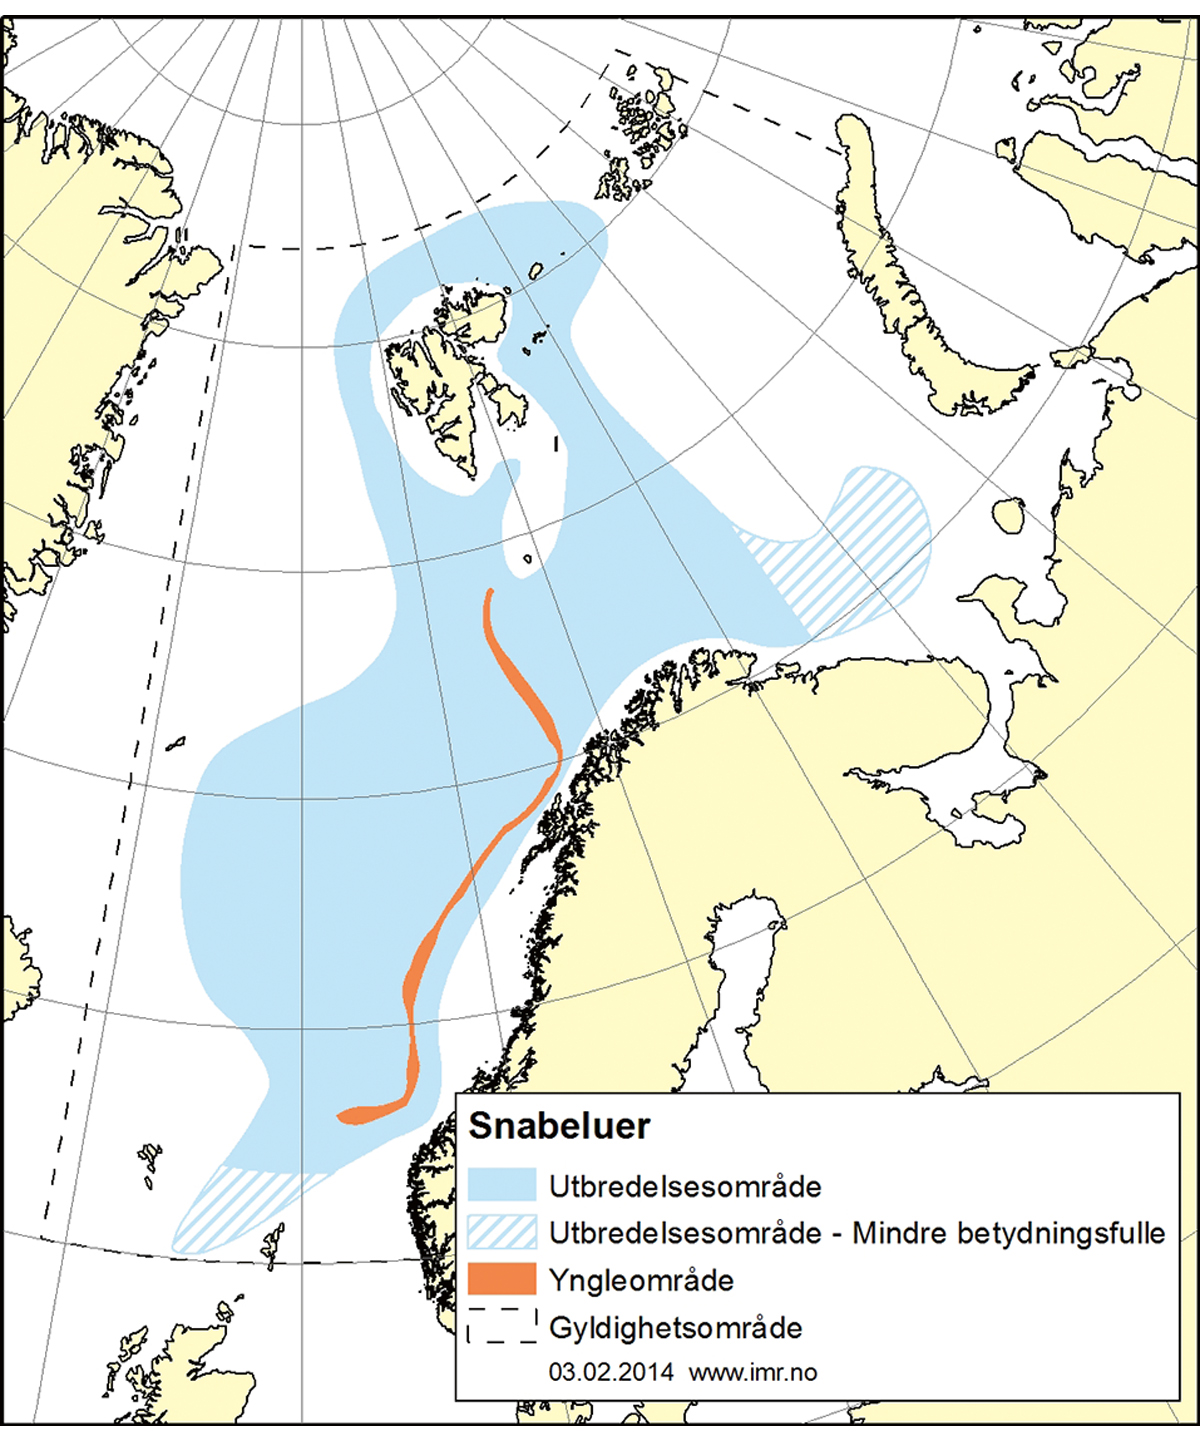 Snabeluer
Utbredelsesområde
Utbredelsesområde - Mindre betydningsfulle
Yngleområde
Gyldighetsområde
03.02.2014 www.imr.no